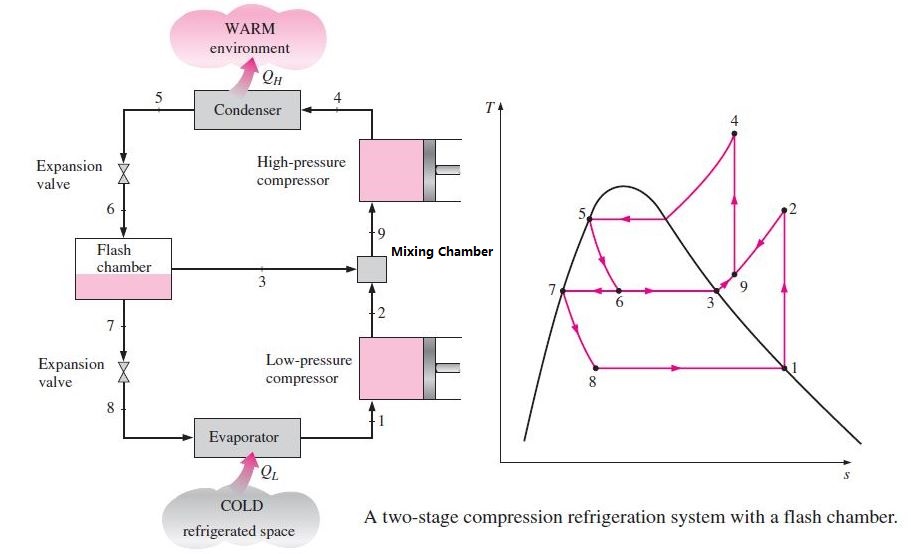 WARM
environment
QH
5
4
Condenser
Expansion
valve
High-pressure
compressor
6
9
Flash
chamber
Mixing Chamber
3
2
7
Expansion
valve
Low-pressure
compressor
8
1
Evaporator
QL
COLD
refrigerated space
T
4
5
2
7
6
3
9
8
1
s
A two-stage compression refrigeration system with a flash chamber.